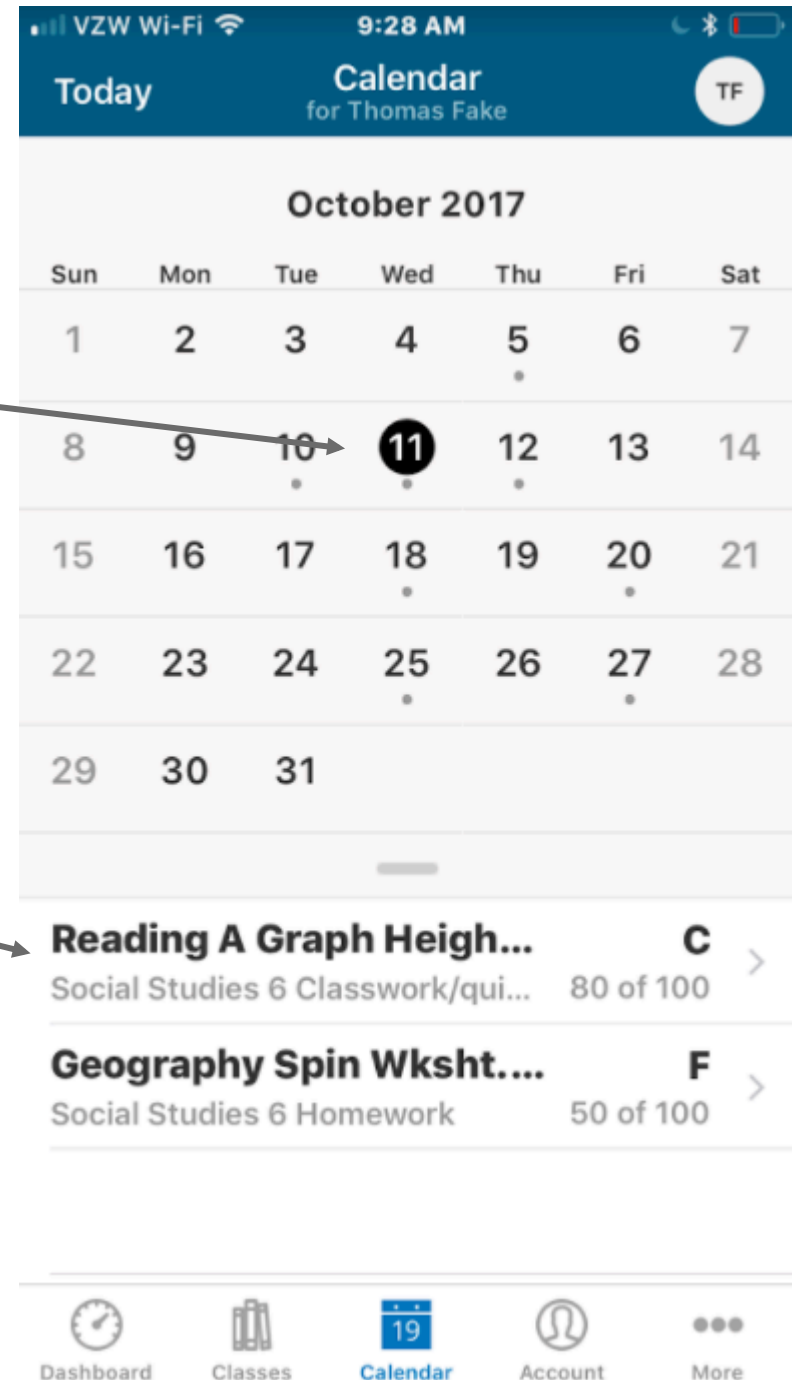 VZW Wi-Fi 9:28 AM
Today Calendar TF
for Thomas Fake
October 2017
Sun Mon Tue Wed Thu Fri Sat
1 2 3 4 5 6 7
8 9 10 11 12 13 14
15 16 17 18 19 20 21
22 23 24 25 26 27 28
29 30 31
Reading A Graph Heigh... C
Social Studies 6 Classwork/qui... 80 of 100
Geography Spin Wksht.... F
Social Studies 6 Homework 50 of 100
19
Dashboard Classes Calendar Account More